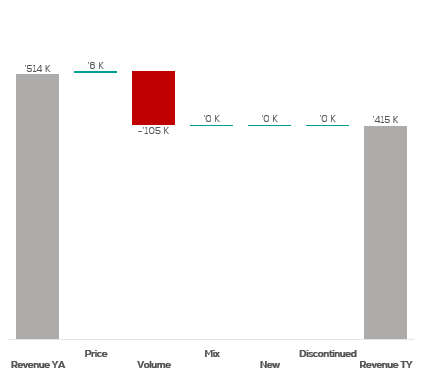 '514 K
'6 K
-'105 K
'0 K
'0 K
'0 K
'415 K
Revenue YA
Price
Volume
Mix
New
Discontinued
Revenue TY